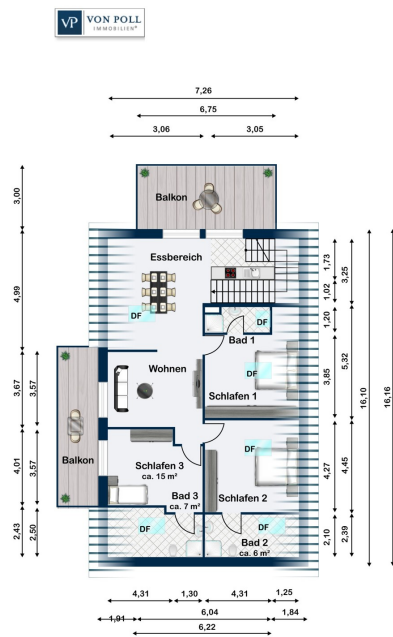 VP VON POLL
IMMOBILIEN®
7,26
6,75
3,06 3,05
3,00
Balkon
Essbereich
4,99
1,73
3,25
1,02
DF
DF
1,20
Bad 1
3,67
3,57
Wohnen
DF
3,85
5,32
Schlafen 1
16,10
16,16
4,01
3,57
Balkon
Schlafen 3
ca. 15 m²
DF
4,27
4,45
Bad 3
ca. 7 m²
Schlafen 2
2,43
2,50
DF
DF
Bad 2
ca. 6 m²
2,10
2,39
4,31 1,30 4,31 1,25
1,91 6,04 1,84
6,22